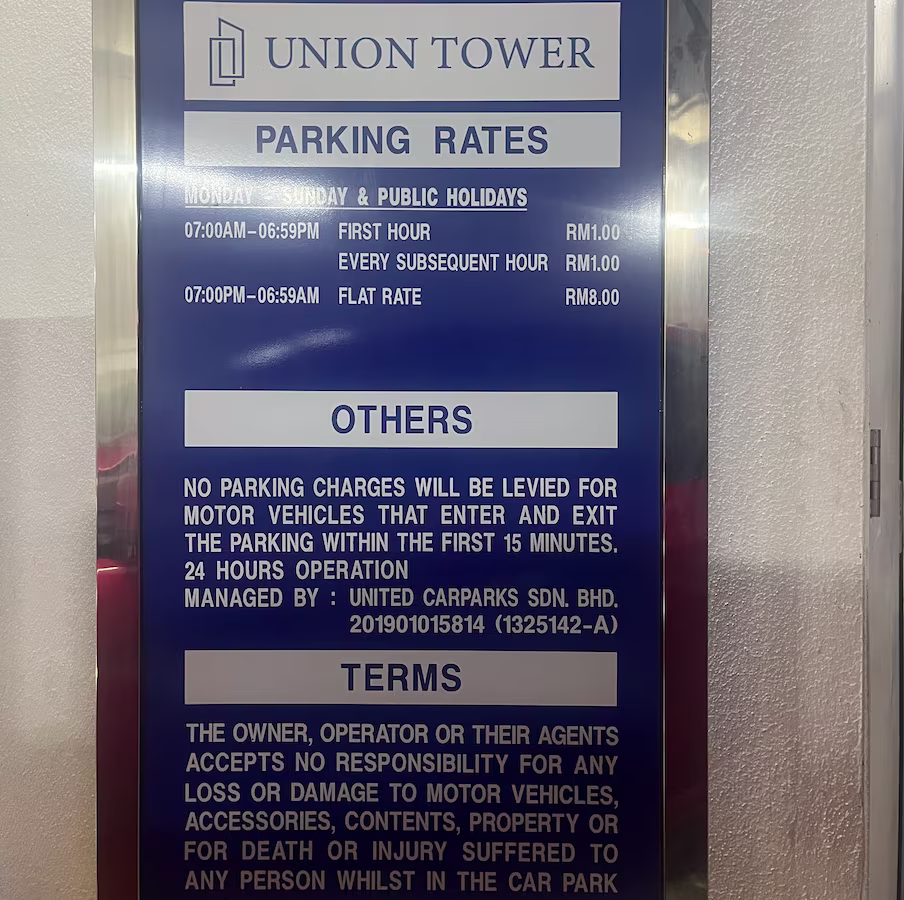 UNION TOWER
PARKING RATES
MONDAY - SUNDAY & PUBLIC HOLIDAYS
07:00AM-06:59PM FIRST HOUR RM1.00
EVERY SUBSEQUENT HOUR RM1.00
07:00PM-06:59AM FLAT RATE RM8.00
OTHERS
NO PARKING CHARGES WILL BE LEVIED FOR
MOTOR VEHICLES THAT ENTER AND EXIT
THE PARKING WITHIN THE FIRST 15 MINUTES.
24 HOURS OPERATION
MANAGED BY : UNITED CARPARKS SDN. BHD.
201901015814 (1325142-A)
TERMS
THE OWNER, OPERATOR OR THEIR AGENTS
ACCEPTS NO RESPONSIBILITY FOR ANY
LOSS OR DAMAGE TO MOTOR VEHICLES,
ACCESSORIES, CONTENTS, PROPERTY OR
FOR DEATH OR INJURY SUFFERED TO
ANY PERSON WHILST IN THE CAR PARK